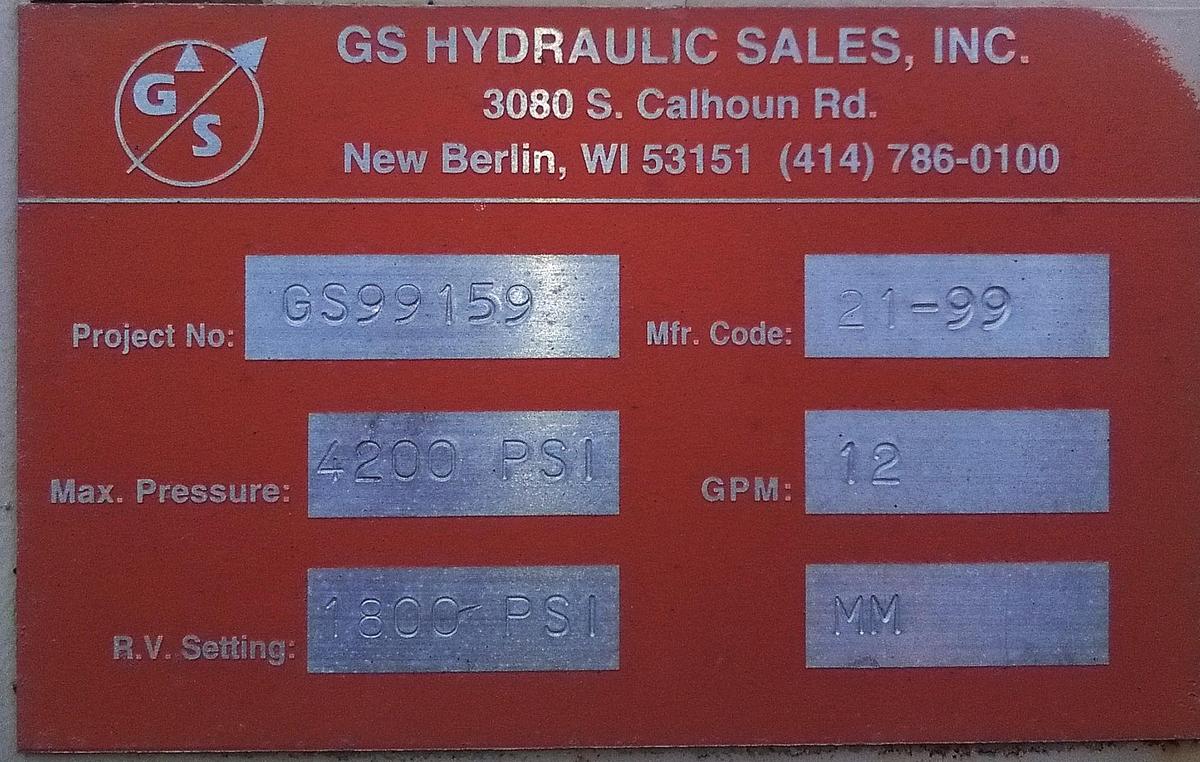 GS
GS HYDRAULIC SALES, INC.
3080 S. Calhoun Rd.
New Berlin, WI 53151 (414) 786-0100
Project No: GS99159 Mfr. Code: 21-99
Max. Pressure: 4200 PSI GPM: 12
R.V. Setting: 1800 PSI MM